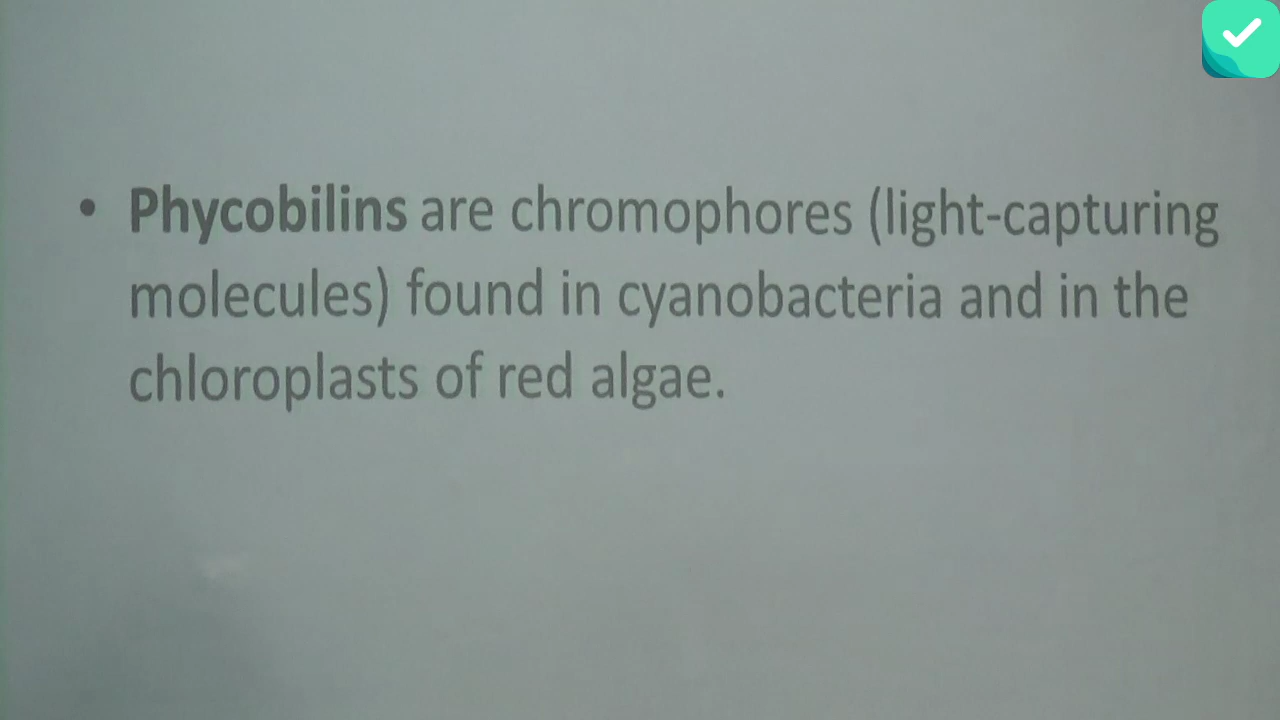 • Phycobilins are chromophores (light-capturing
molecules) found in cyanobacteria and in the
chloroplasts of red algae.